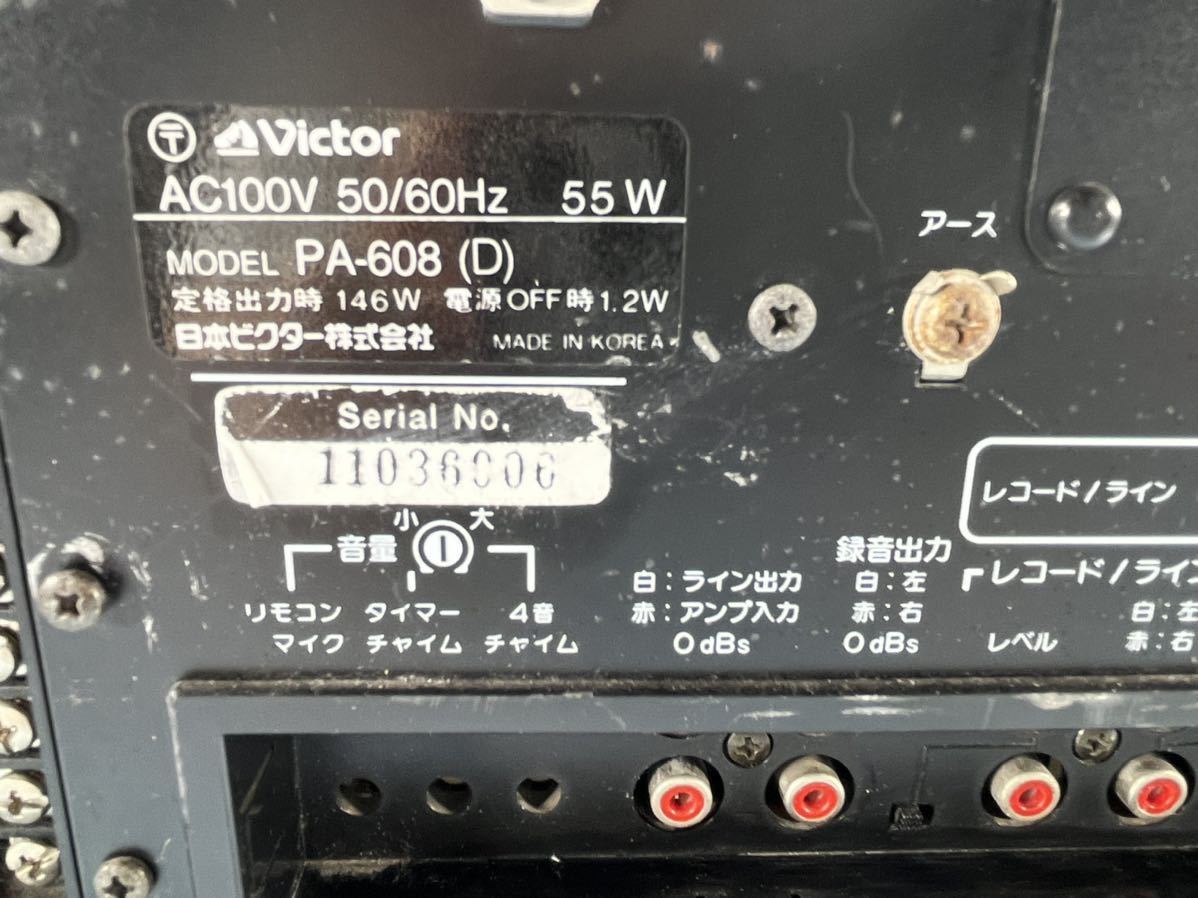 〒 Victor
AC100V 50/60Hz 55W
MODEL PA-608 (D)
定格出力時 146W 電源OFF時 1.2W
日本ビクター株式会社 MADE IN KOREA
アース
Serial No.
レコード/ライン
小 大
音量
リモコン タイマー 4音
マイク チャイム チャイム
白:ライン出力
赤:アンプ入力
0dBs
録音出力
白:左
赤:右
0dBs
レコード/ライン
白:左
レベル 赤:右